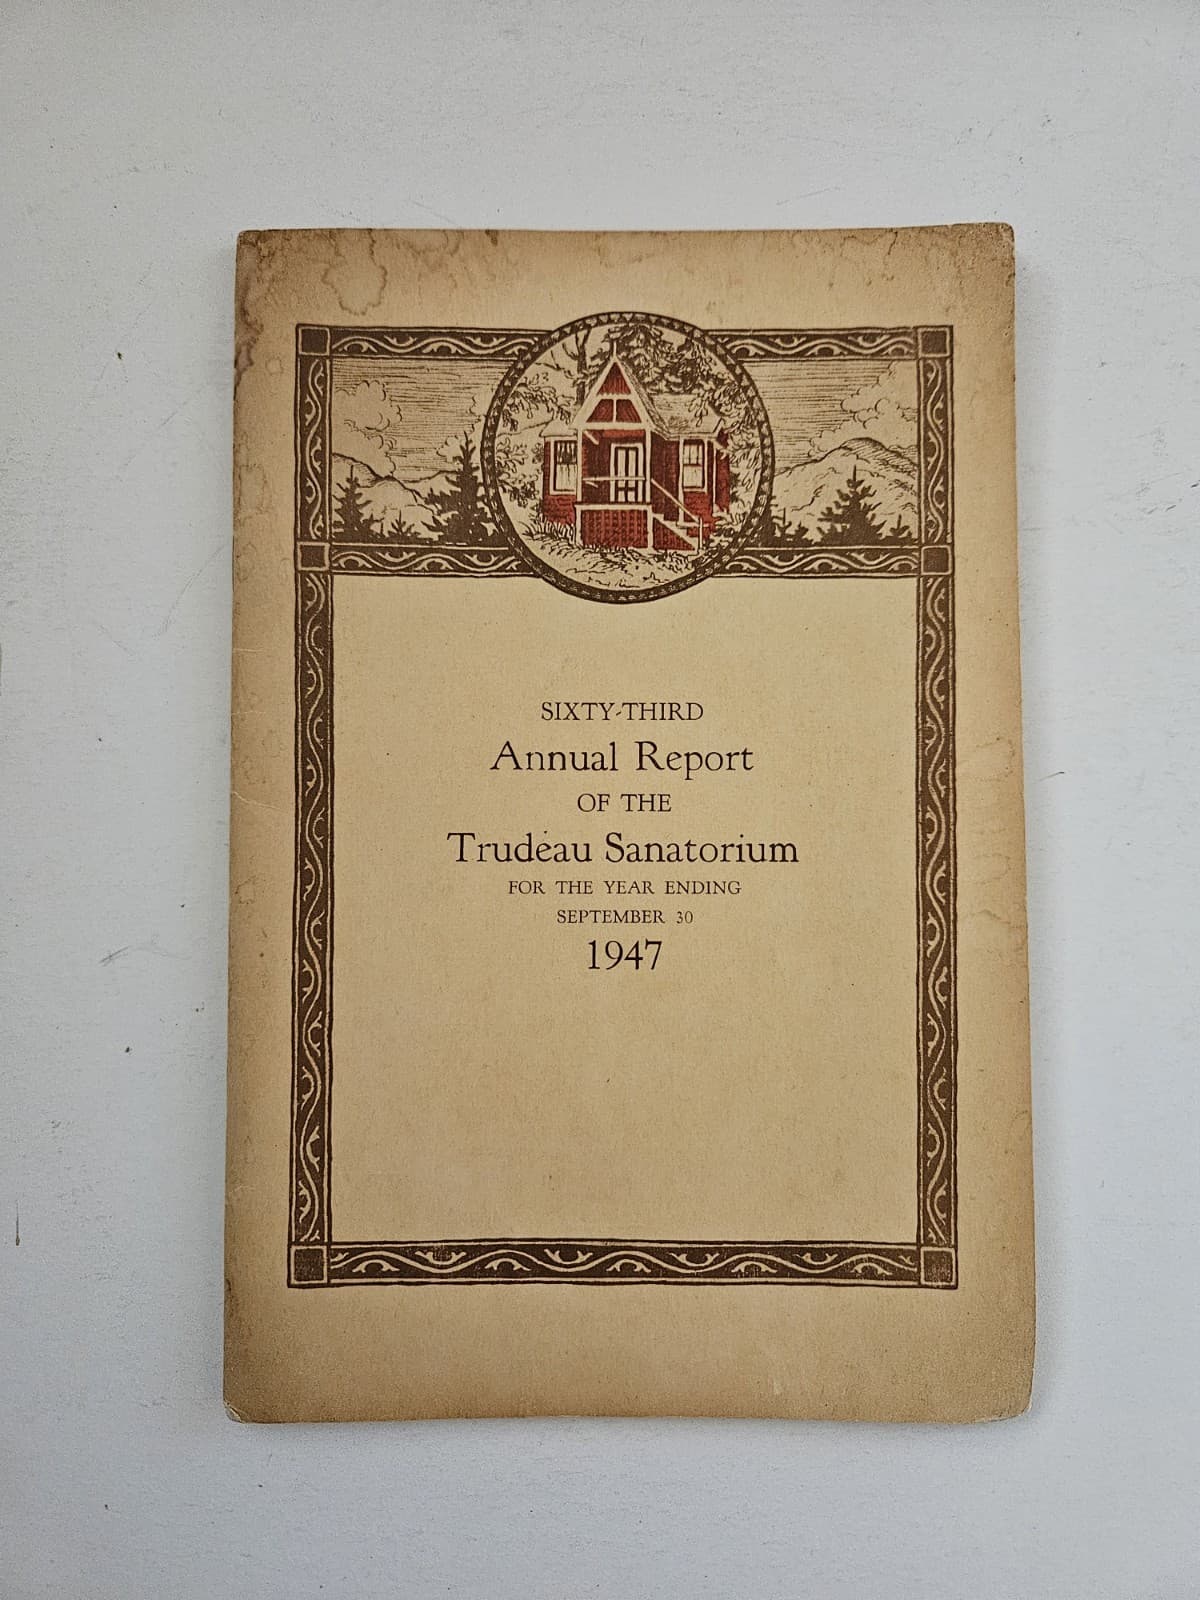 SIXTY-THIRD
Annual Report
OF THE
Trudeau Sanatorium
FOR THE YEAR ENDING
SEPTEMBER 30
1947